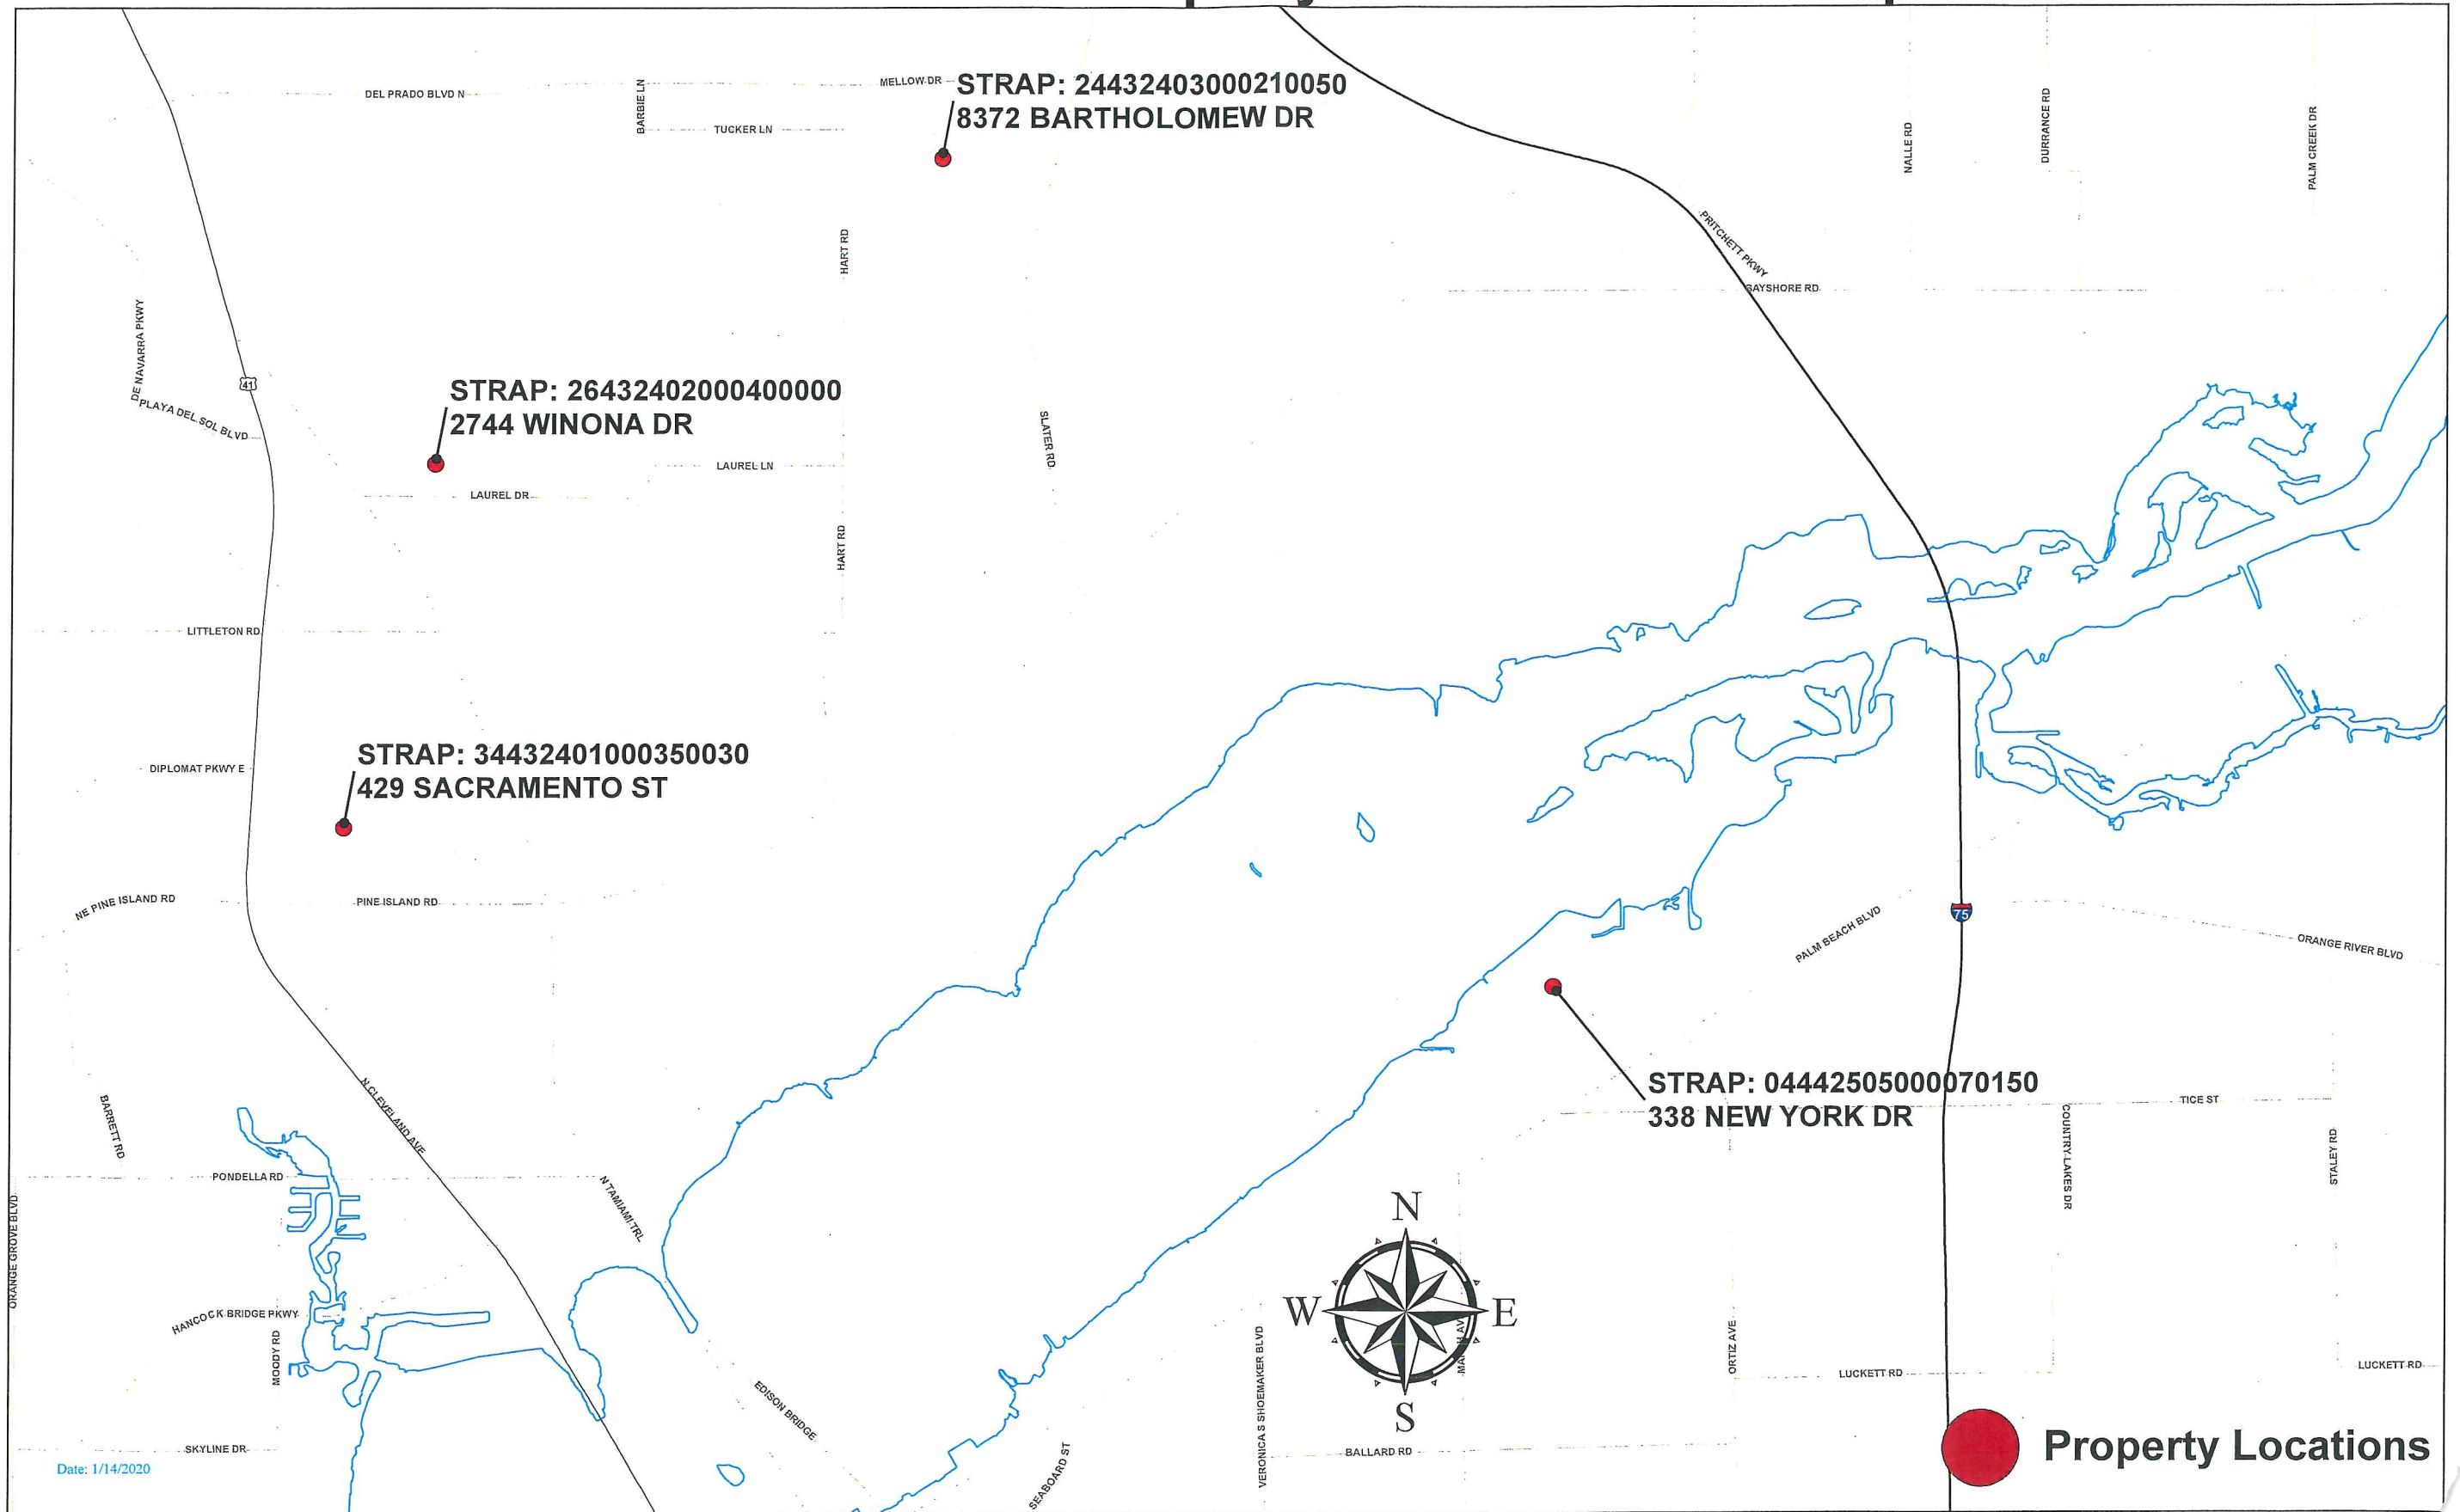 DEL PRADO BLVD N
BARBIE LN
MELLOW DR
STRAP: 24432403000210050
8372 BARTHOLOMEW DR
TUCKER LN
NALLE RD
DURRANCE RD
PALM CREEK DR
HART RD
PRITCHETT PKWY
BAYSHORE RD
DE NAVARRA PKWY
41
PLAYA DEL SOL BLVD
STRAP: 26432402000400000
2744 WINONA DR
SLATER RD
LAUREL LN
LAUREL DR
HART RD
LITTLETON RD
STRAP: 34432401000350030
429 SACRAMENTO ST
DIPLOMAT PKWY E
NE PINE ISLAND RD
PINE ISLAND RD
75
PALM BEACH BLVD
ORANGE RIVER BLVD
STRAP: 04442505000070150
338 NEW YORK DR
TICE ST
N CLEVELAND AVE
BARRETT RD
COUNTRY LAKES DR
STALEY RD
PONDELLA RD
N TAMIAMI TRL
ORANGE GROVE BLVD
N
W
E
S
HANCOCK BRIDGE PKWY
MOODY RD
VERONICA S SHOEMAKER BLVD
ORTIZ AVE
LUCKETT RD
LUCKETT RD
EDISON BRIDGE
SKYLINE DR
BALLARD RD
SEABOARD ST
Date: 1/14/2020
Property Locations